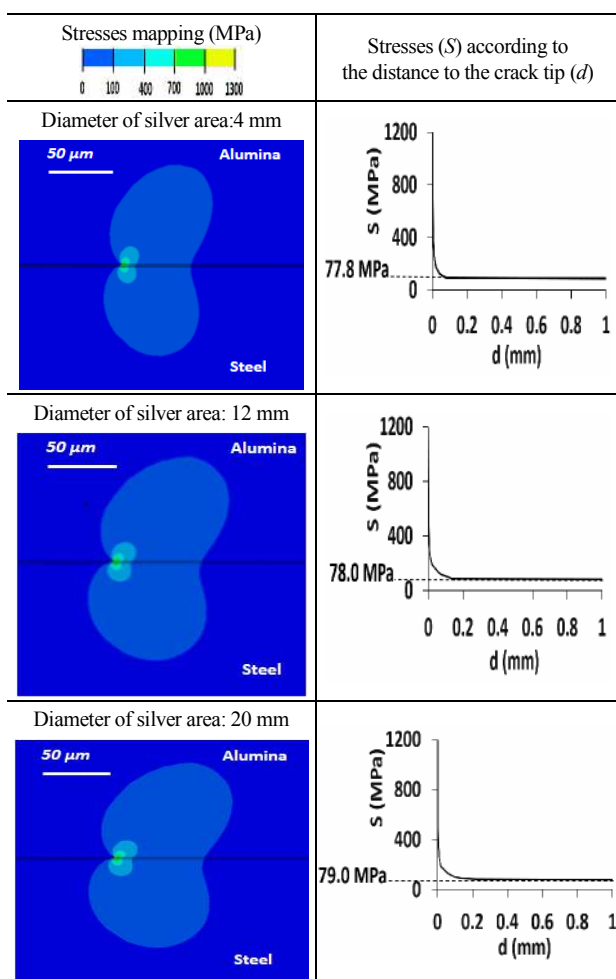 Stresses mapping (MPa)
0 100 400 700 1000 1300
Stresses (S) according to
the distance to the crack tip (d)
Diameter of silver area:4 mm
50 µm
Alumina
Steel
1200
800
400
0
S (MPa)
77.8 MPa
0 0.2 0.4 0.6 0.8 1
d (mm)
Diameter of silver area: 12 mm
50 µm
Alumina
Steel
1200
800
400
0
S (MPa)
78.0 MPa
0 0.2 0.4 0.6 0.8 1
d (mm)
Diameter of silver area: 20 mm
50 µm
Alumina
Steel
1200
800
400
0
S (MPa)
79.0 MPa
0 0.2 0.4 0.6 0.8 1
d (mm)